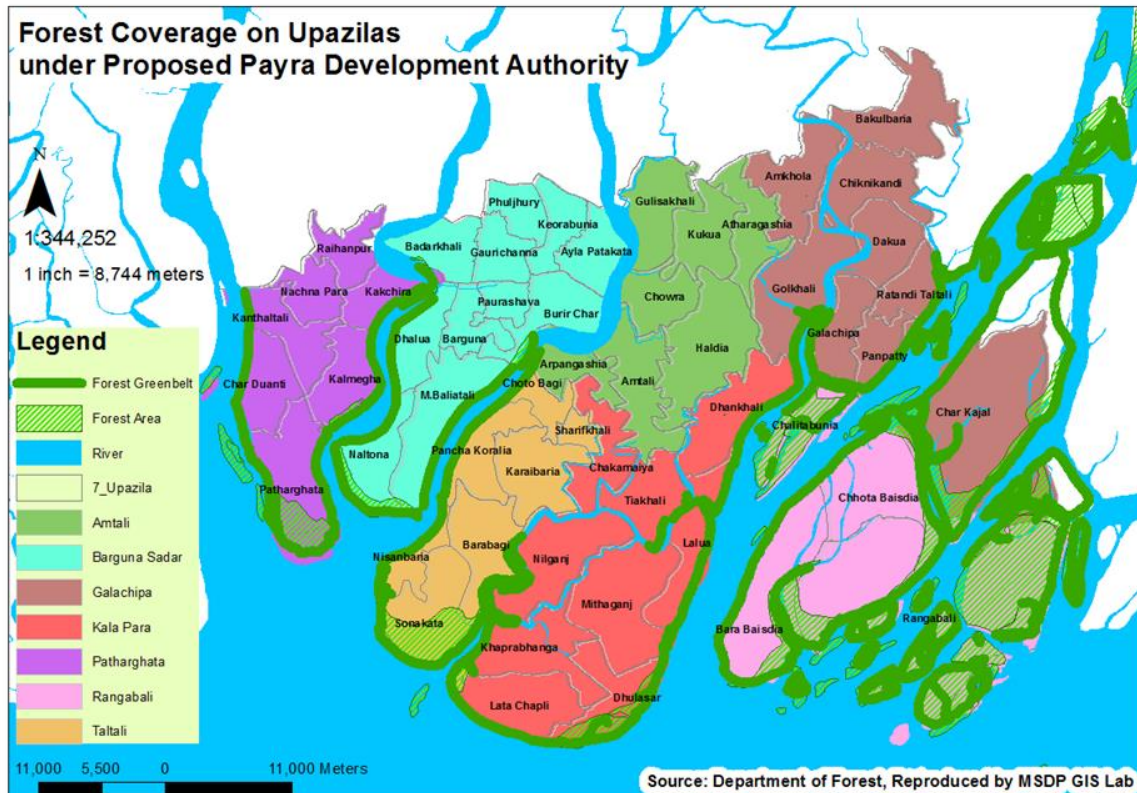 Forest Coverage on Upazilas
under Proposed Payra Development Authority
N
1:344,252
1 inch = 8,744 meters
Legend
Forest Greenbelt
Forest Area
River
7_Upazila
Amtali
Barguna Sadar
Galachipa
Kala Para
Patharghata
Rangabali
Taltali
11,000 5,500 0 11,000 Meters
Bakulbaria
Amkhola
Chiknikandi
Gulisakhali
Phuljhury
Keorabunia
Kukua
Atharagashia
Dakua
Raihanpur
Badarkhali
Gaurichanna
Ayla Patakata
Golkhali
Ratandi Taltali
Nachna Para
Kakchira
Paurashava
Chowra
Kanthaltali
Burir Char
Dhalua
Barguna
Haldia
Galachipa
Panpatty
Char Duanti
Kalmegha
Arpangashia
Choto Bagi
Amtali
M.Baliatali
Dhankhali
Char Kajal
Chalitabunia
Sharifkhali
Pancha Koralia
Naltona
Karaibaria
Chakamaiya
Tiakhali
Chhota Baisdia
Patharghata
Lalua
Barabagi
Nilganj
Nisanbaria
Mithaganj
Sonakata
Rangabali
Bara Baisdia
Khaprabhanga
Dhulasar
Lata Chapli
Source: Department of Forest, Reproduced by MSDP GIS Lab